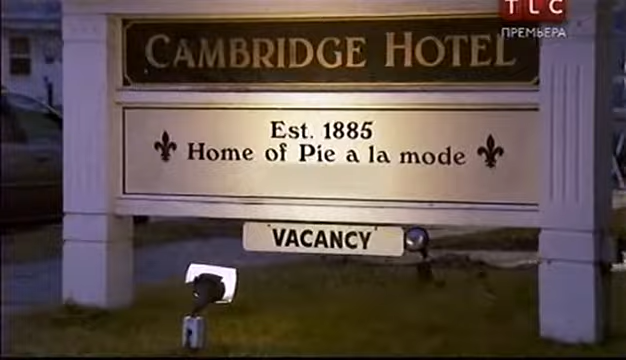 TLC
ПРЕМЬЕРА
CAMBRIDGE HOTEL
Est. 1885
Home of Pie a la mode
VACANCY